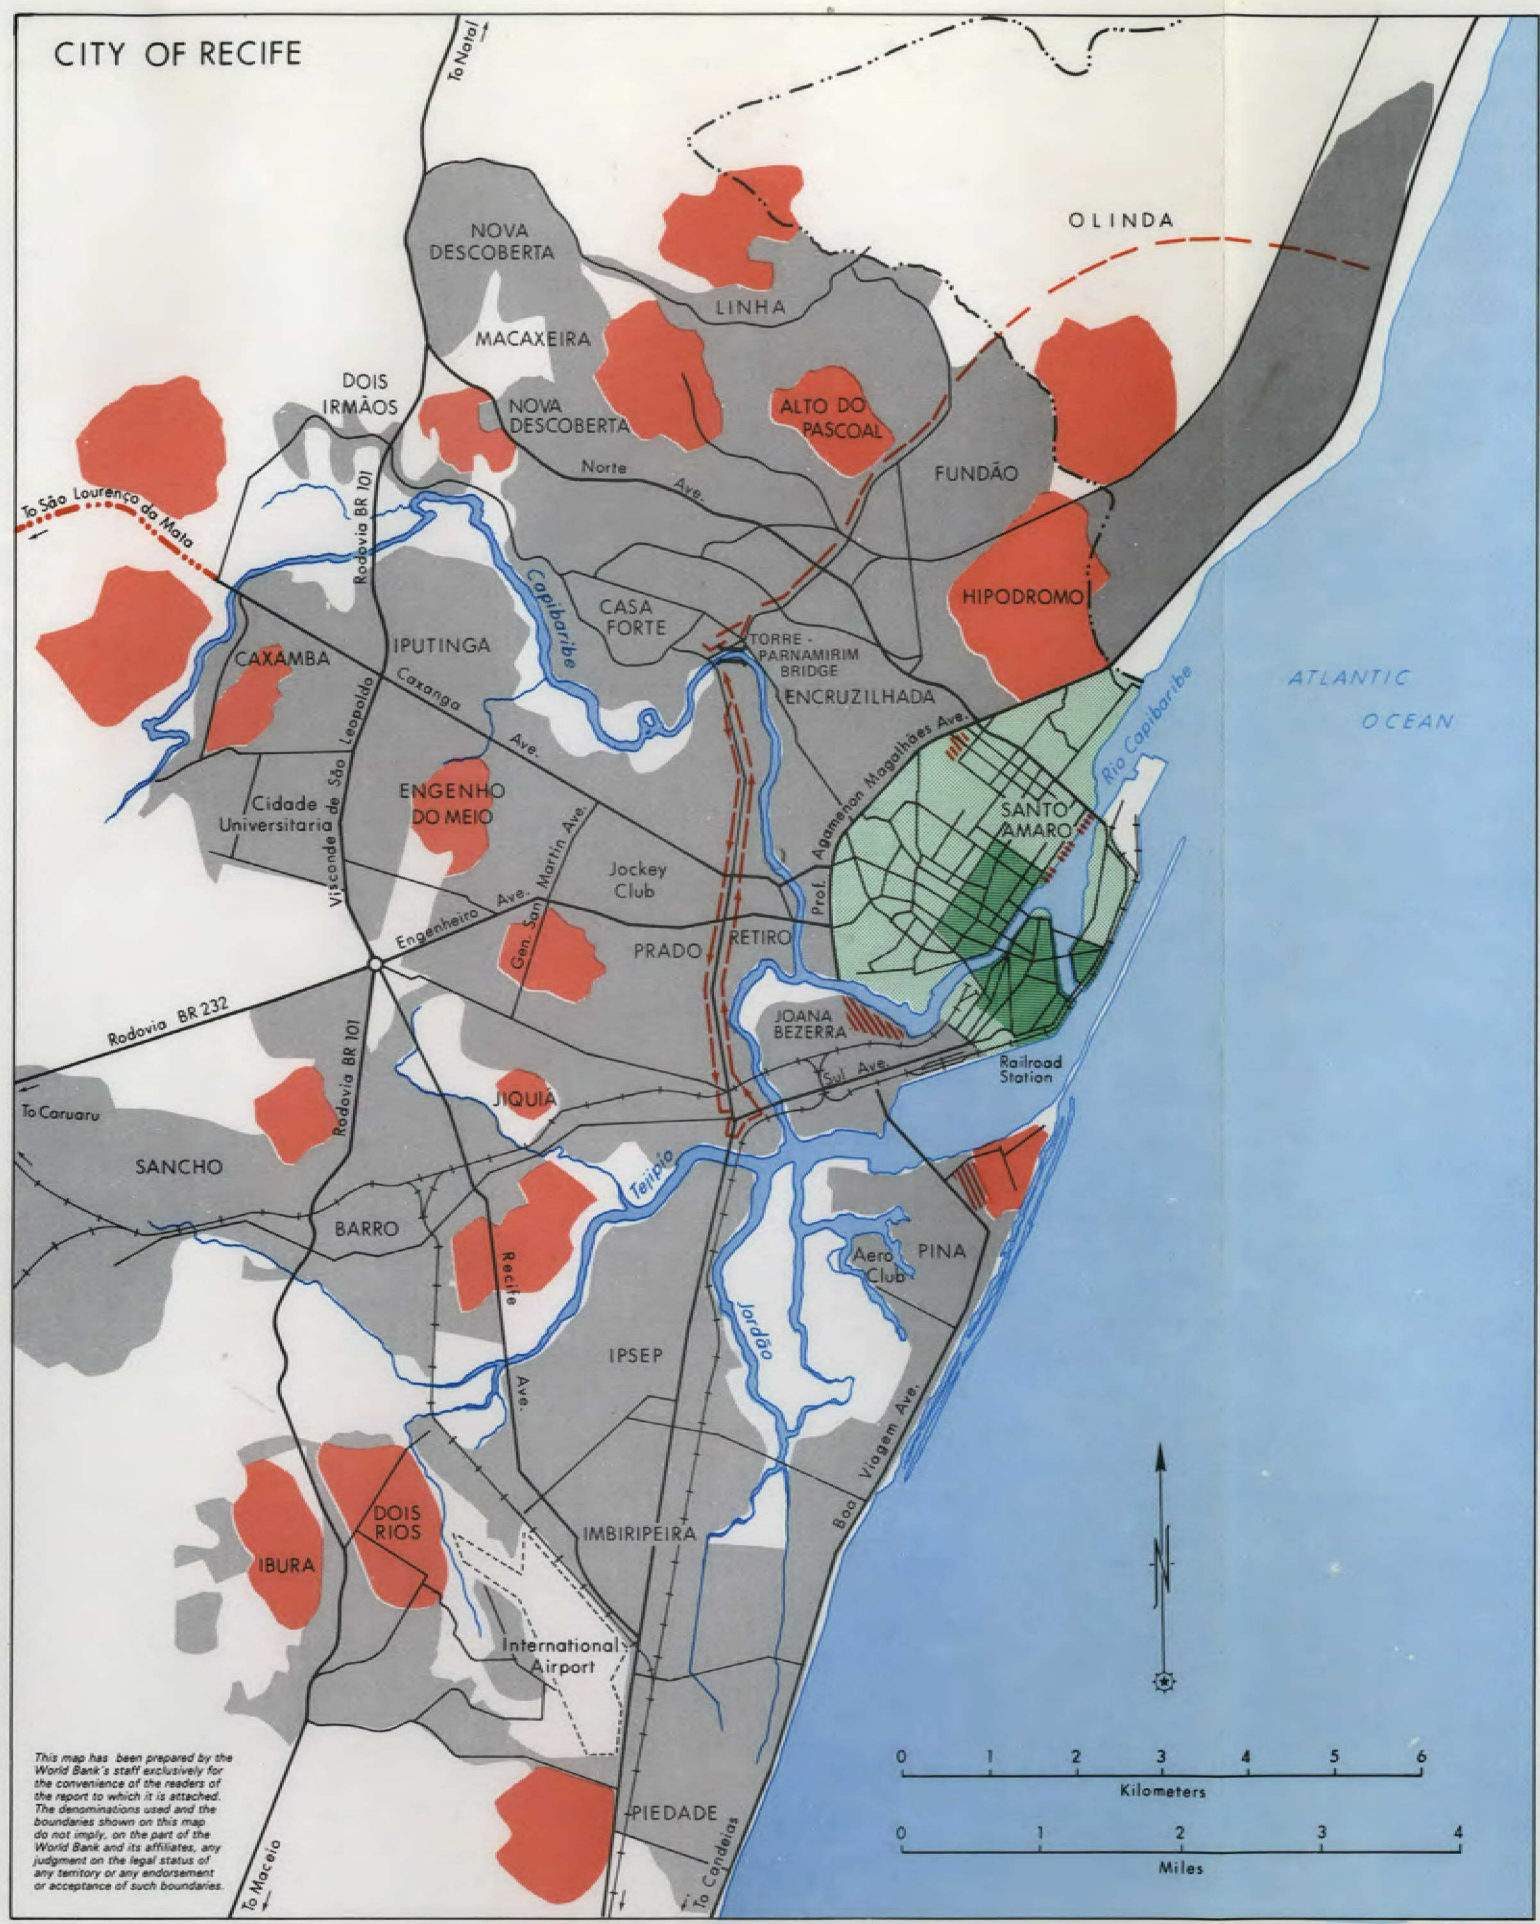 CITY OF RECIFE
To Natal
OLINDA
NOVA
DESCOBERTA
LINHA
MACAXEIRA
DOIS
IRMÃOS
NOVA
DESCOBERTA
ALTO DO
PASCOAL
Norte
Ave.
FUNDÃO
To São Lourenço da Mata
Rodovia BR 101
Capibaribe
CASA
FORTE
HIPODROMO
IPUTINGA
TORRE -
PARNAMIRIM
BRIDGE
CAXAMBA
Caxanga
Ave.
ENCRUZILHADA
ATLANTIC
OCEAN
Rio Capibaribe
Visconde de São Leopoldo
Prof. Agamenon Magalhães Ave.
ENGENHO
DO MEIO
Cidade
Universitaria
SANTO
AMARO
Gen. San Martin Ave.
Jockey
Club
Engenheiro Ave.
PRADO
RETIRO
Rodovia BR 232
JOANA
BEZERRA
Rodovia BR 101
Sul Ave.
Railroad
Station
JIQUIÁ
To Caruaru
SANCHO
Tejipio
BARRO
Recife
Ave.
Aero
Club
PINA
Jordão
IPSEP
Boa Viagem Ave.
DOIS
RIOS
IMBIRIPEIRA
IBURA
International
Airport
This map has been prepared by the
World Bank's staff exclusively for
the convenience of the readers of
the report to which it is attached.
The denominations used and the
boundaries shown on this map
do not imply, on the part of the
World Bank and its affiliates, any
judgment on the legal status of
any territory or any endorsement
or acceptance of such boundaries.
0 1 2 3 4 5 6
Kilometers
0 1 2 3 4
Miles
PIEDADE
To Maceio
To Candeias
N